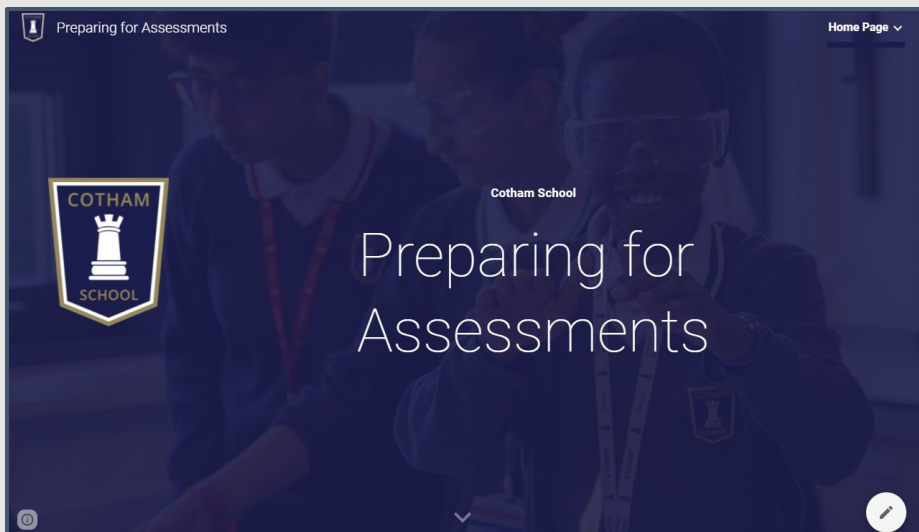 Preparing for Assessments
Home Page
COTHAM
SCHOOL
Cotham School
Preparing for
Assessments